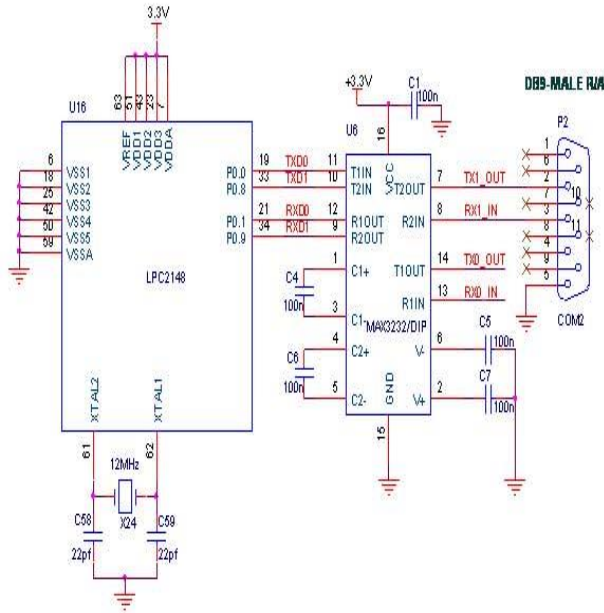 3.3V
U16
63
51
43
23
7
VREF
VDD1
VDD2
VDD3
VDDA
6
18
25
42
50
59
VSS1
VSS2
VSS3
VSS4
VSS5
VSSA
P0.0
P0.8
P0.1
P0.9
LPC2148
XTAL2
XTAL1
61
62
12MHz
X24
C58
22pf
C59
22pf
19 TXD0 11
33 TXD1 10
21 RXD0 12
34 RXD1 9
+3.3V
C1
100n
U6
16
VCC
T1IN
T2IN
R1OUT
R2OUT
C1+
C1-
C2+
C2-
T2OUT
R2IN
T1OUT
R1IN
V-
V+
GND
MAX3232/DIP
1
3
4
5
C4
100n
C6
100n
7 TX1_OUT
8 RX1_IN
14 TX0_OUT
13 RX0_IN
6
2
C5
100n
C7
100n
15
DB9-MALE R/A
P2
1
6
2
7
3
8
4
9
5
10
11
COM2